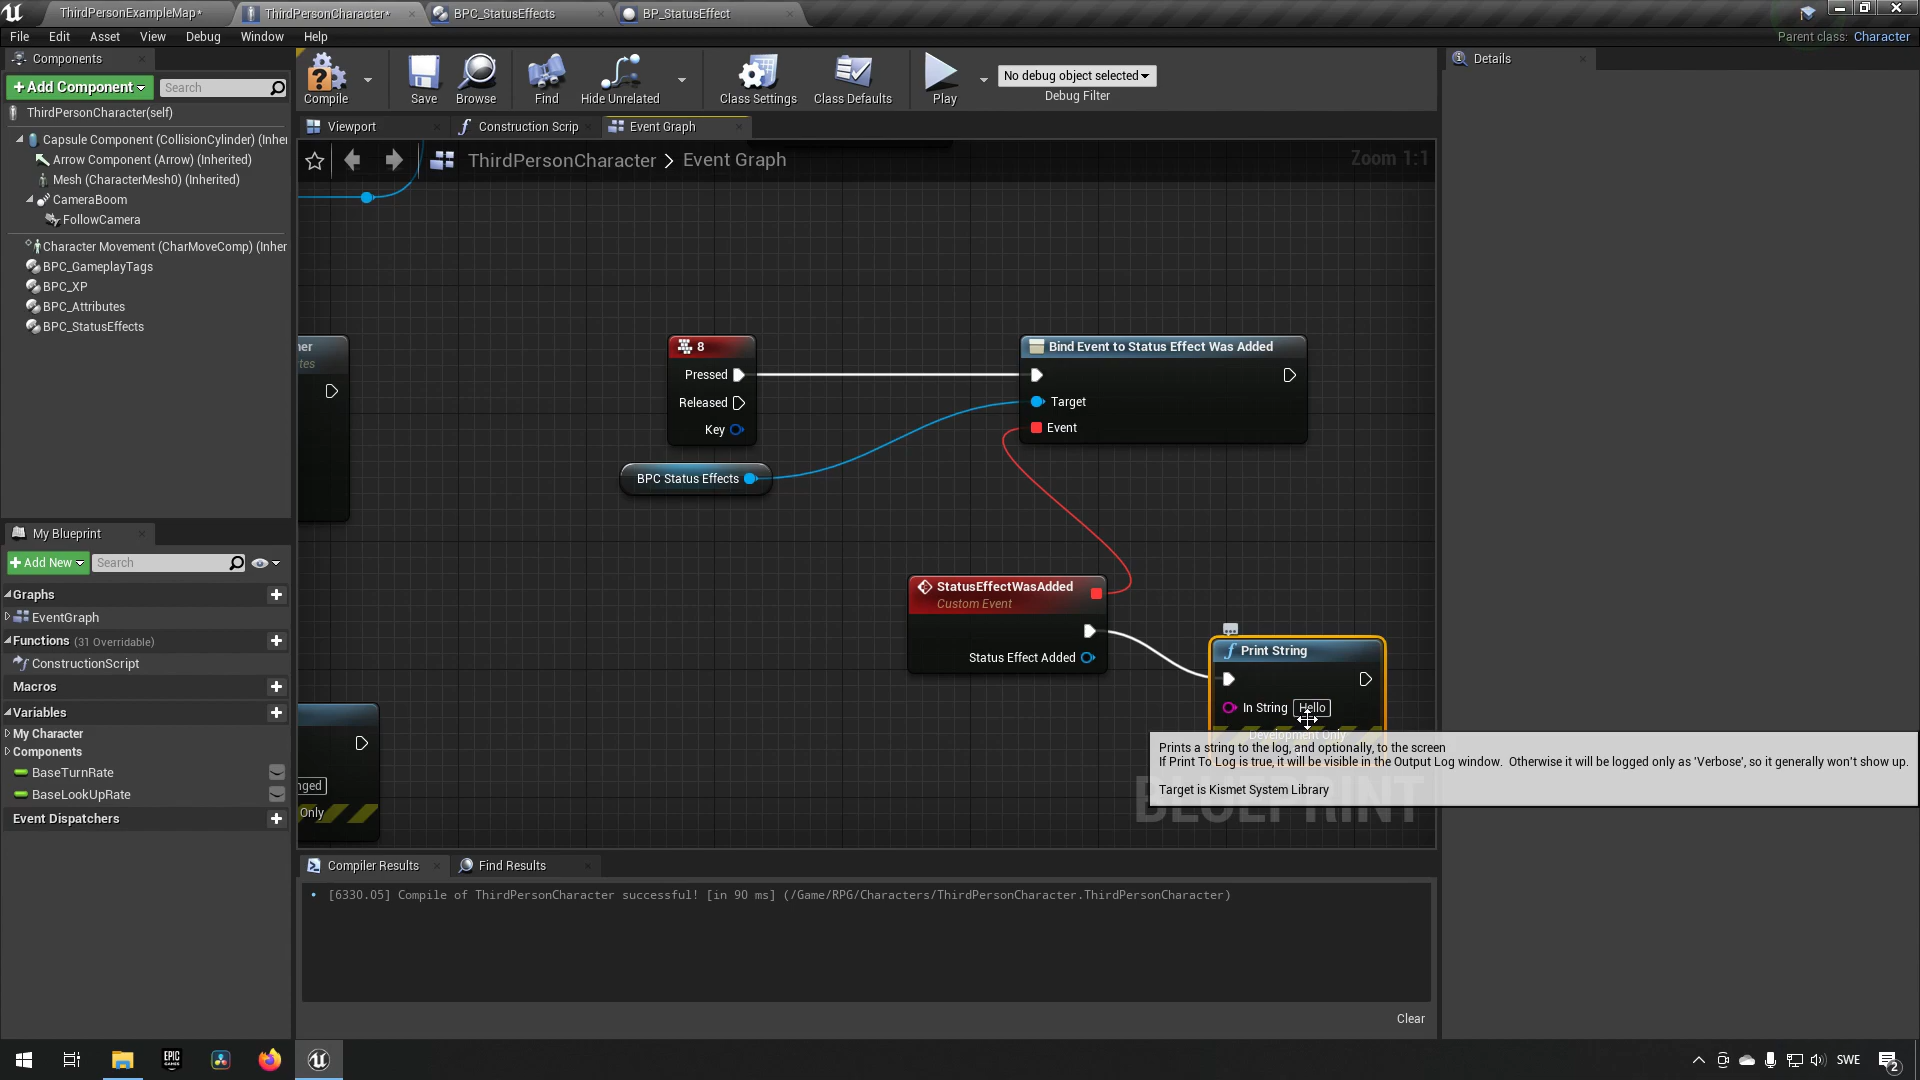 ThirdPersonExampleMap*
ThirdPersonCharacter*
BPC_StatusEffects
BP_StatusEffect
File Edit Asset View Debug Window Help
Parent class: Character
Components
+ Add Component
Search
ThirdPersonCharacter(self)
Capsule Component (CollisionCylinder) (Inher
Arrow Component (Arrow) (Inherited)
Mesh (CharacterMesh0) (Inherited)
CameraBoom
FollowCamera
Character Movement (CharMoveComp) (Inher
BPC_GameplayTags
BPC_XP
BPC_Attributes
BPC_StatusEffects
Compile
Save
Browse
Find
Hide Unrelated
Class Settings
Class Defaults
Play
No debug object selected
Debug Filter
Details
Viewport
Construction Scrip
Event Graph
ThirdPersonCharacter > Event Graph
Zoom 1:1
8
Pressed
Released
Key
Bind Event to Status Effect Was Added
Target
Event
BPC Status Effects
StatusEffectWasAdded
Custom Event
Status Effect Added
Print String
In String Hello
Development Only
Prints a string to the log, and optionally, to the screen
If Print To Log is true, it will be visible in the Output Log window. Otherwise it will be logged only as 'Verbose', so it generally won't show up.
Target is Kismet System Library
BLUEPRINT
ner
tes
nged
Only
My Blueprint
+ Add New
Search
Graphs
EventGraph
Functions (31 Overridable)
ConstructionScript
Macros
Variables
My Character
Components
BaseTurnRate
BaseLookUpRate
Event Dispatchers
Compiler Results
Find Results
[6330.05] Compile of ThirdPersonCharacter successful! [in 90 ms] (/Game/RPG/Characters/ThirdPersonCharacter.ThirdPersonCharacter)
Clear
EPIC GAMES
SWE
2